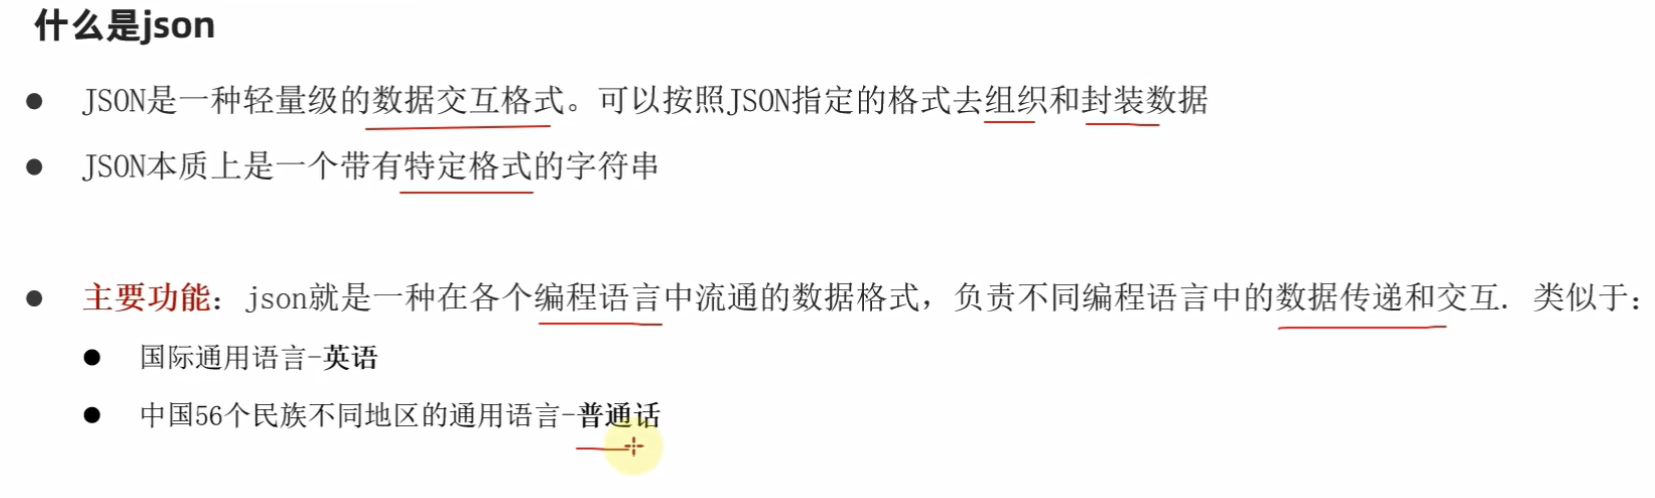 什么是json
JSON是一种轻量级的数据交互格式。可以按照JSON指定的格式去组织和封装数据
JSON本质上是一个带有特定格式的字符串
主要功能：json就是一种在各个编程语言中流通的数据格式，负责不同编程语言中的数据传递和交互. 类似于：
国际通用语言-英语
中国56个民族不同地区的通用语言-普通话